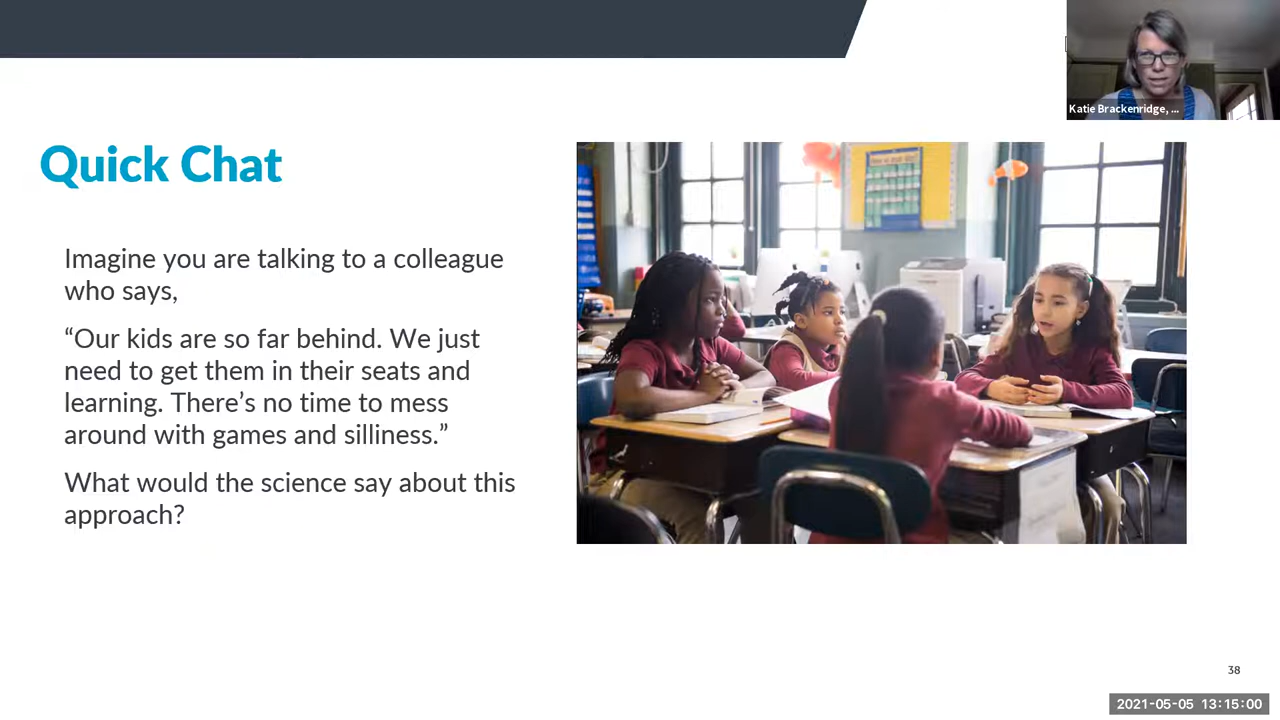 Katie Brackenridge, ...
Quick Chat
Imagine you are talking to a colleague
who says,
“Our kids are so far behind. We just
need to get them in their seats and
learning. There’s no time to mess
around with games and silliness.”
What would the science say about this
approach?
38
2021-05-05 13:15:00